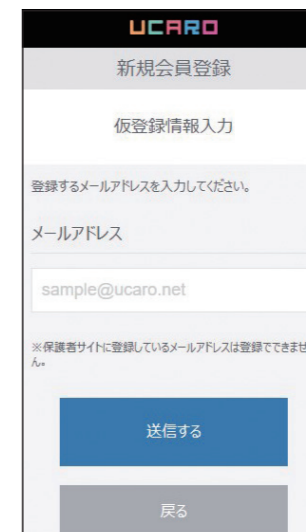 UCARO
新規会員登録
仮登録情報入力
登録するメールアドレスを入力してください。
メールアドレス
sample@ucaro.net
※保護者サイトに登録しているメールアドレスは登録でできませ
ん。
送信する
戻る